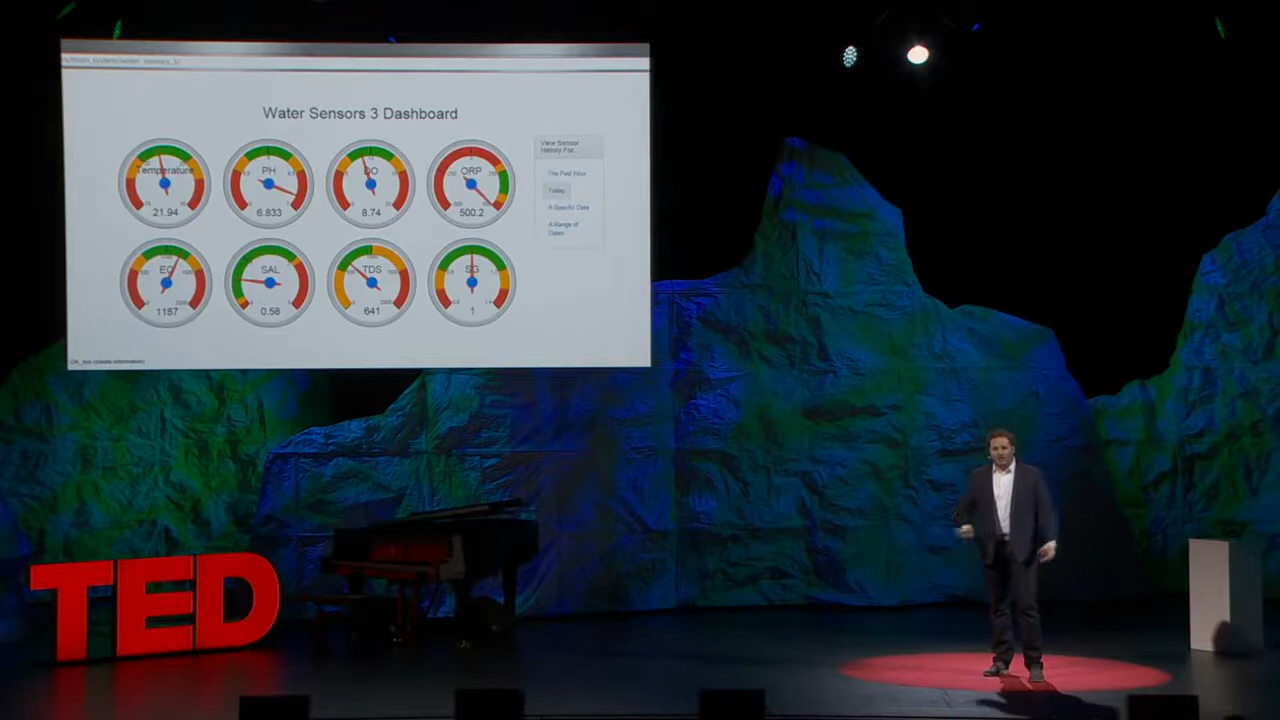 Water Sensors 3 Dashboard
Temperature
21.94
PH
6.833
DO
8.74
ORP
500.2
View Sensor
History For...
The Past Hour
Today
A Specific Date
A Range of
Dates
EC
1187
SAL
0.58
TDS
641
SG
1
TED